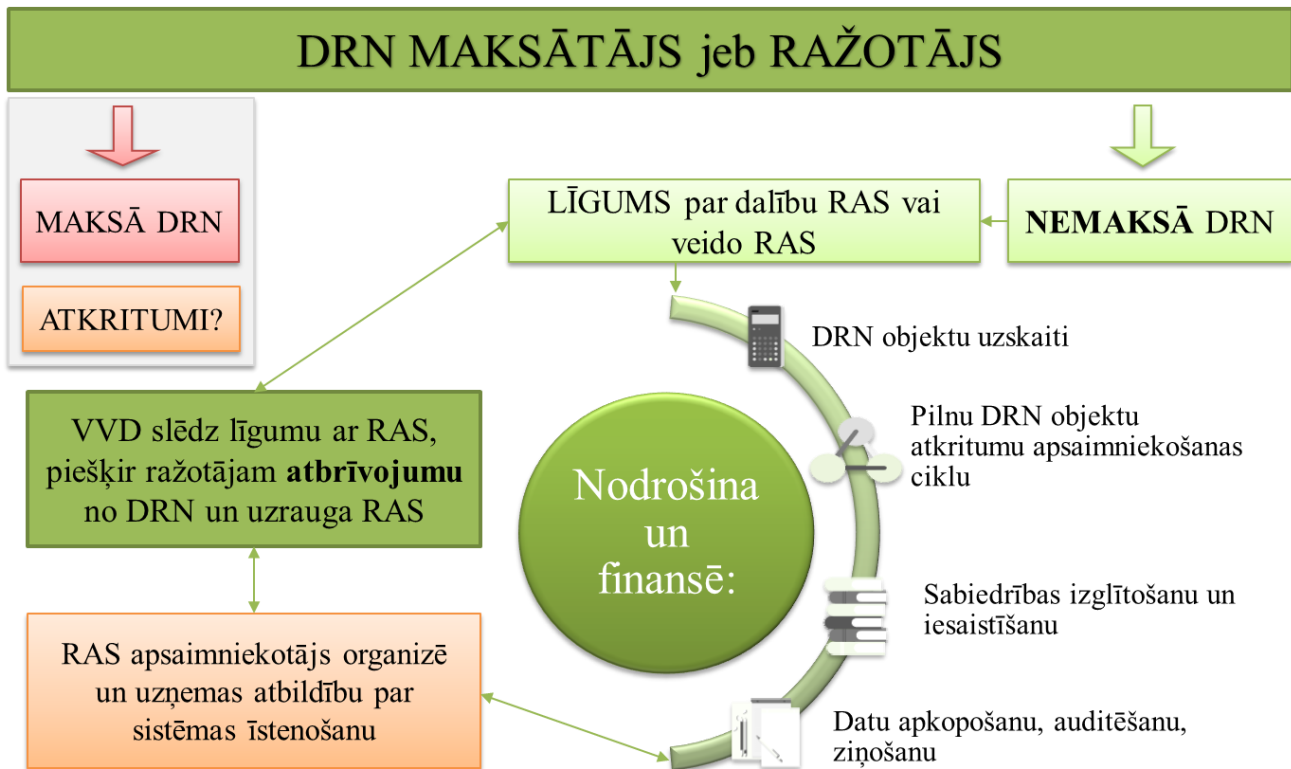 DRN MAKSĀTĀJS jeb RAŽOTĀJS
MAKSĀ DRN
ATKRITUMI?
LĪGUMS par dalību RAS vai
veido RAS
NEMAKSĀ DRN
VVD slēdz līgumu ar RAS,
piešķir ražotājam atbrīvojumu
no DRN un uzrauga RAS
RAS apsaimniekotājs organizē
un uzņemas atbildību par
sistēmas īstenošanu
Nodrošina
un
finansē:
DRN objektu uzskaiti
Pilnu DRN objektu
atkritumu apsaimniekošanas
ciklu
Sabiedrības izglītošanu un
iesaistīšanu
Datu apkopošanu, auditēšanu,
ziņošanu